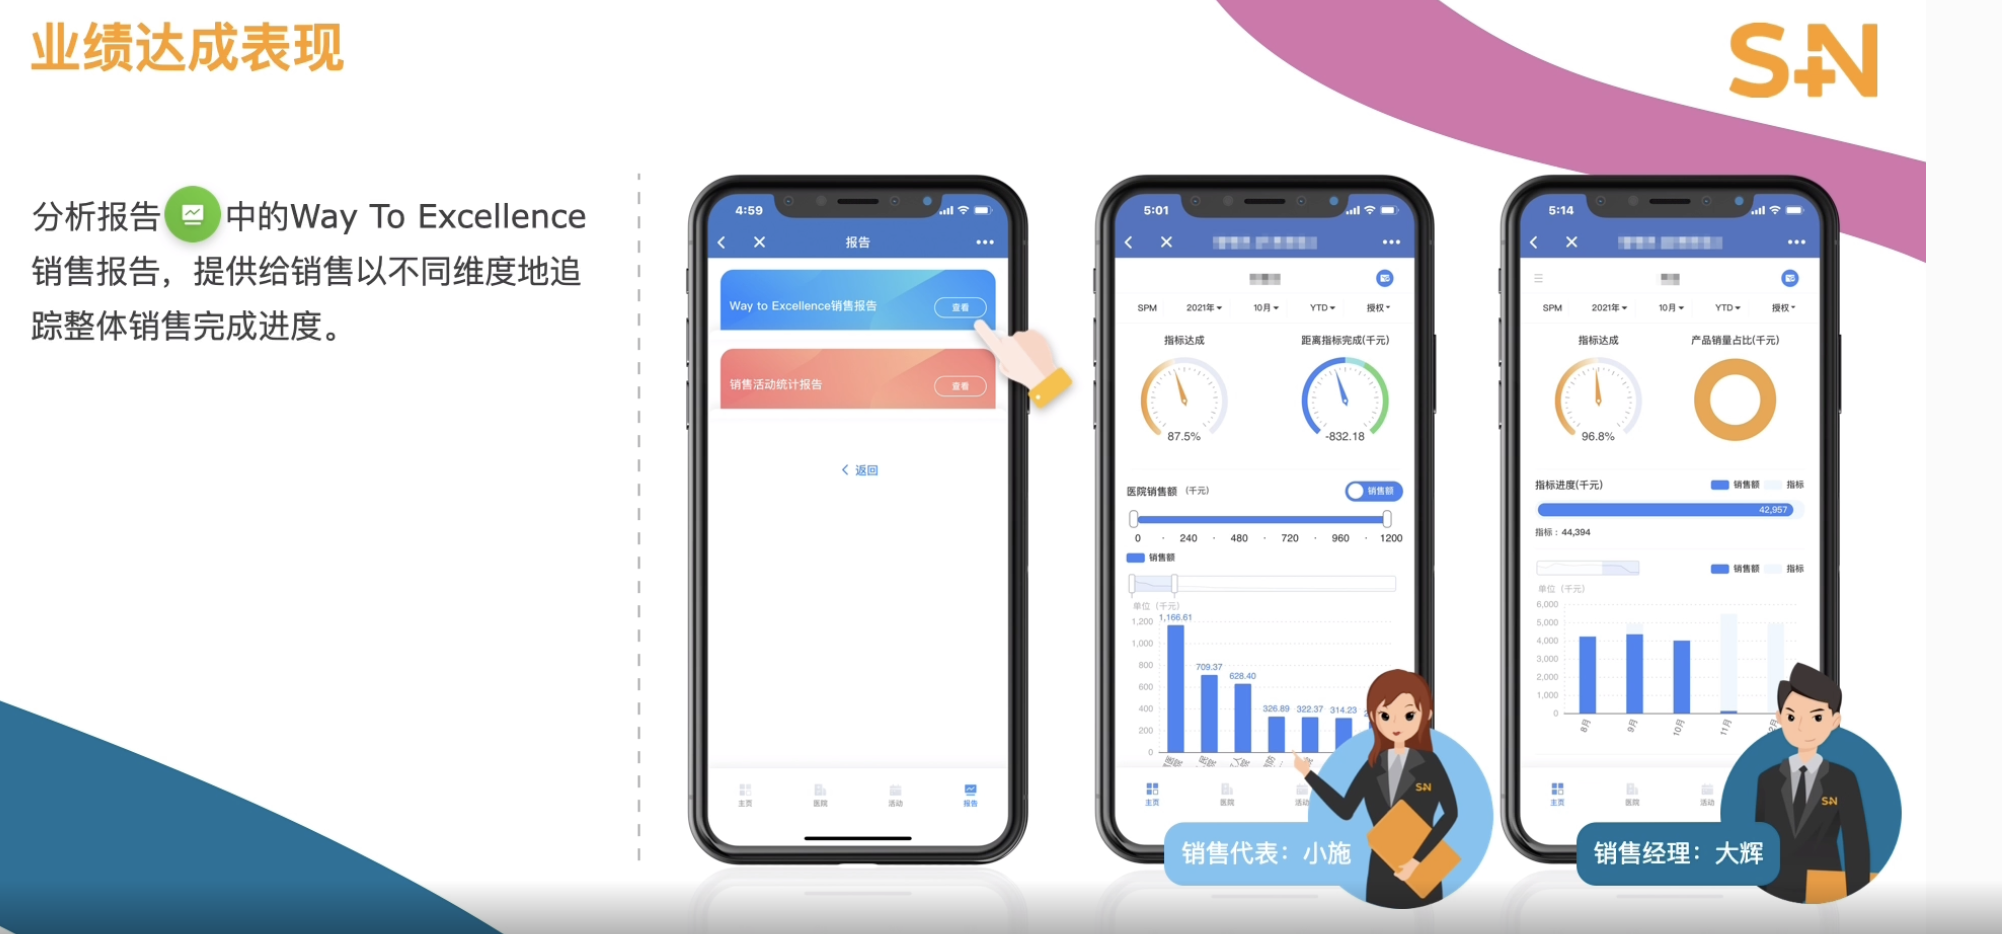 业绩达成表现
S+N
分析报告中的Way To Excellence
销售报告，提供给销售以不同维度地追
踪整体销售完成进度。
4:59
报告
Way to Excellence销售报告
查看
销售活动统计报告
查看
返回
主页 医院 活动 报告
5:01
SPM 2021年 10月 YTD 授权
指标达成 距离指标完成(千元)
87.5% -832.18
医院销售额 (千元) 销售额
0 · 240 · 480 · 720 · 960 · 1200
销售额
单位 (千元)
1,200
1,000
800
600
400
200
0
1,166.61
709.37
628.40
326.89
322.37
314.23
主页 医院 活动
SN
销售代表：小施
5:14
SPM 2021年 10月 YTD 授权
指标达成 产品销量占比(千元)
96.8%
指标进度(千元) 销售额 指标
42,957
指标：44,394
销售额 指标
单位 (千元)
6,000
5,000
4,000
3,000
2,000
1,000
0
8月 9月 10月 11月
主页 医院 活动
SN
销售经理：大辉